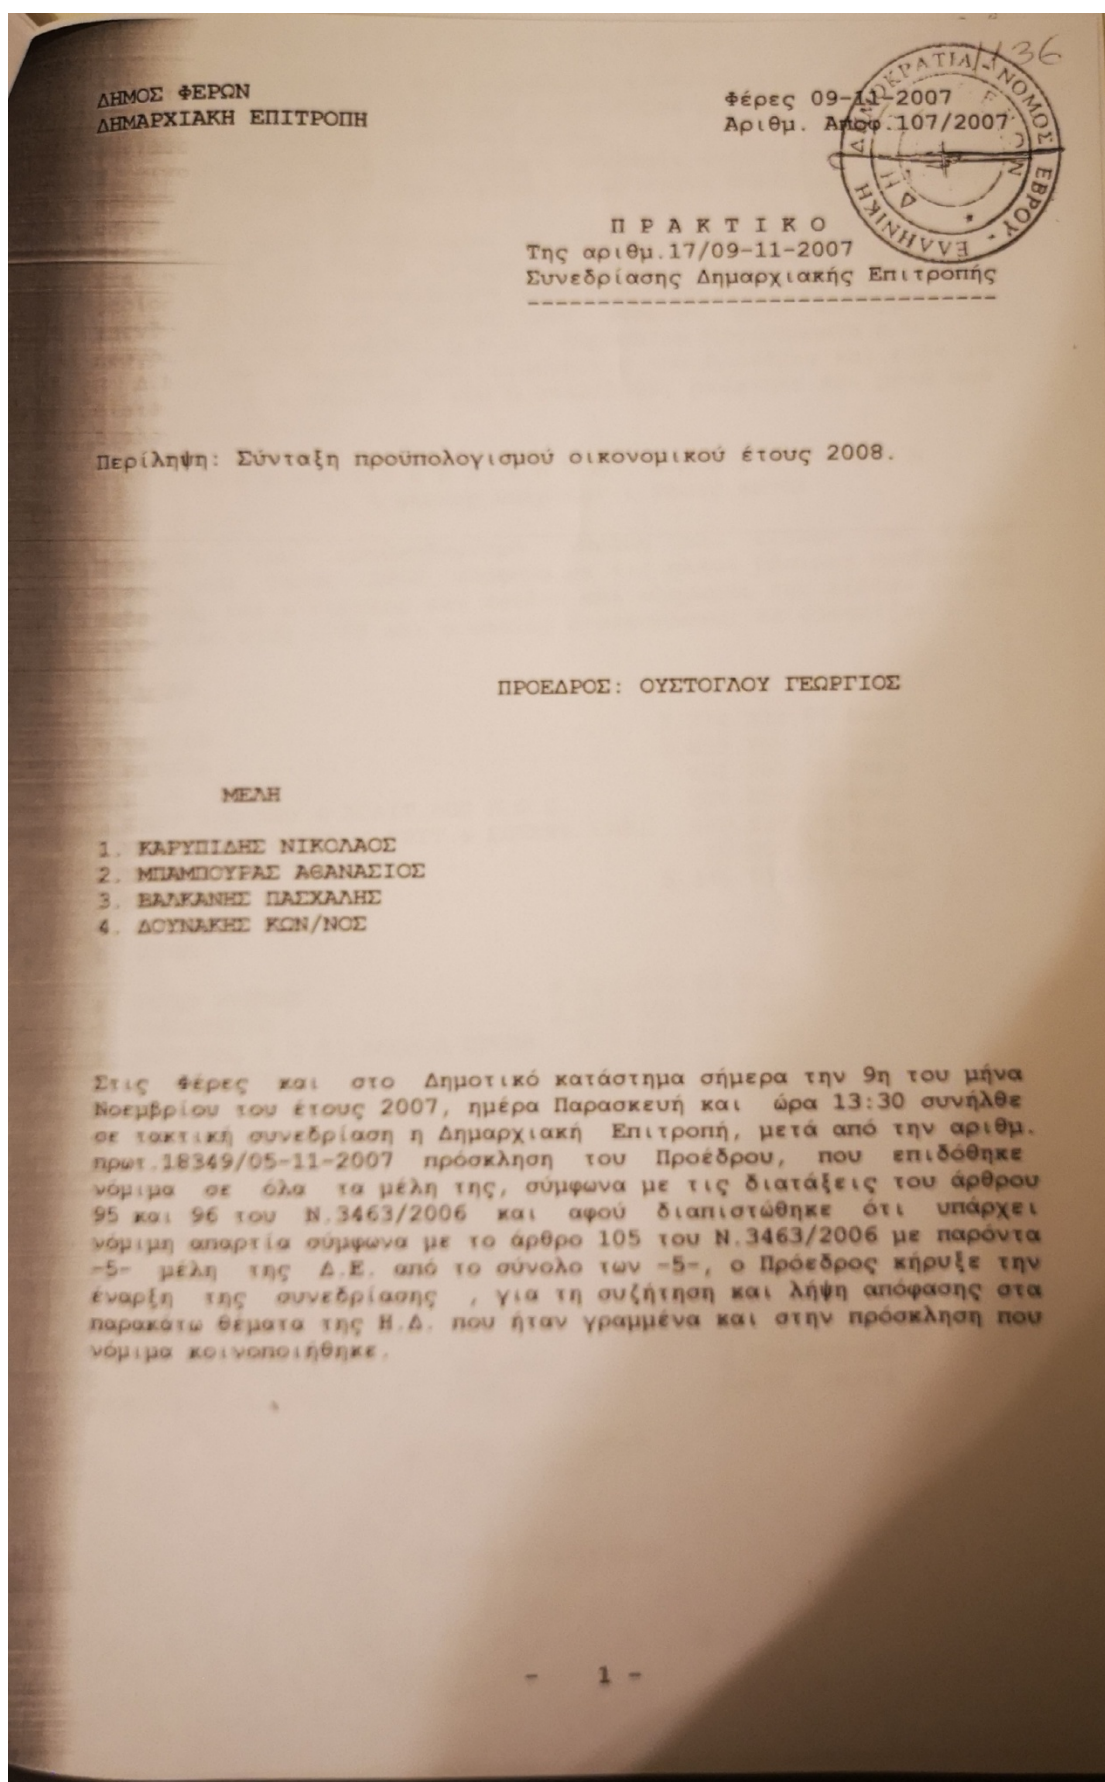 436
ΔΗΜΟΣ ΦΕΡΩΝ
ΔΗΜΑΡΧΙΑΚΗ ΕΠΙΤΡΟΠΗ
Φέρες 09-11-2007
Αριθμ. Αποφ.107/2007
ΕΛΛΗΝΙΚΗ ΔΗΜΟΚΡΑΤΙΑ - ΝΟΜΟΣ ΕΒΡΟΥ -
Π Ρ Α Κ Τ Ι Κ Ο
Της αριθμ.17/09-11-2007
Συνεδρίασης Δημαρχιακής Επιτροπής
---------------------------------
Περίληψη: Σύνταξη προϋπολογισμού οικονομικού έτους 2008.
ΠΡΟΕΔΡΟΣ: ΟΥΣΤΟΓΛΟΥ ΓΕΩΡΓΙΟΣ
ΜΕΛΗ
1. ΚΑΡΥΠΙΔΗΣ ΝΙΚΟΛΑΟΣ
2. ΜΠΑΜΠΟΥΡΑΣ ΑΘΑΝΑΣΙΟΣ
3. ΒΑΛΚΑΝΗΣ ΠΑΣΧΑΛΗΣ
4. ΔΟΥΝΑΚΗΣ ΚΩΝ/ΝΟΣ
Στις Φέρες και στο Δημοτικό κατάστημα σήμερα την 9η του μήνα
Νοεμβρίου του έτους 2007, ημέρα Παρασκευή και ώρα 13:30 συνήλθε
σε τακτική συνεδρίαση η Δημαρχιακή Επιτροπή, μετά από την αριθμ.
πρωτ.18349/05-11-2007 πρόσκληση του Προέδρου, που επιδόθηκε
νόμιμα σε όλα τα μέλη της, σύμφωνα με τις διατάξεις του άρθρου
95 και 96 του Ν.3463/2006 και αφού διαπιστώθηκε ότι υπάρχει
νόμιμη απαρτία σύμφωνα με το άρθρο 105 του Ν.3463/2006 με παρόντα
-5- μέλη της Δ.Ε. από το σύνολο των -5-, ο Πρόεδρος κήρυξε την
έναρξη της συνεδρίασης , για τη συζήτηση και λήψη απόφασης στα
παρακάτω θέματα της Η.Δ. που ήταν γραμμένα και στην πρόσκληση που
νόμιμα κοινοποιήθηκε.
- 1 -